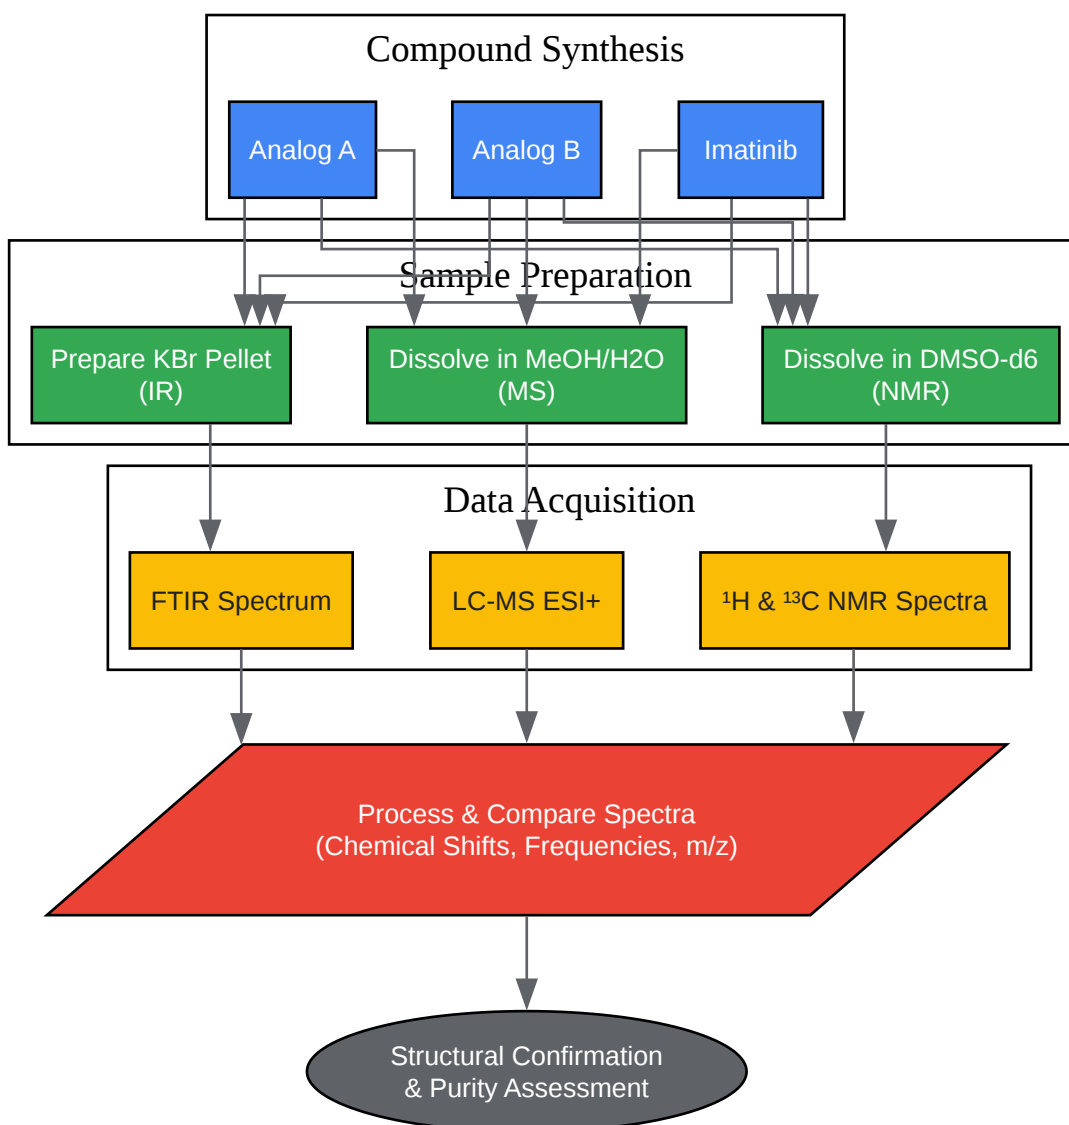 Compound Synthesis
Analog A
Analog B
Imatinib
Sample Preparation
Prepare KBr Pellet
(IR)
Dissolve in MeOH/H2O
(MS)
Dissolve in DMSO-d6
(NMR)
Data Acquisition
FTIR Spectrum
LC-MS ESI+
¹H & ¹³C NMR Spectra
Process & Compare Spectra
(Chemical Shifts, Frequencies, m/z)
Structural Confirmation
& Purity Assessment